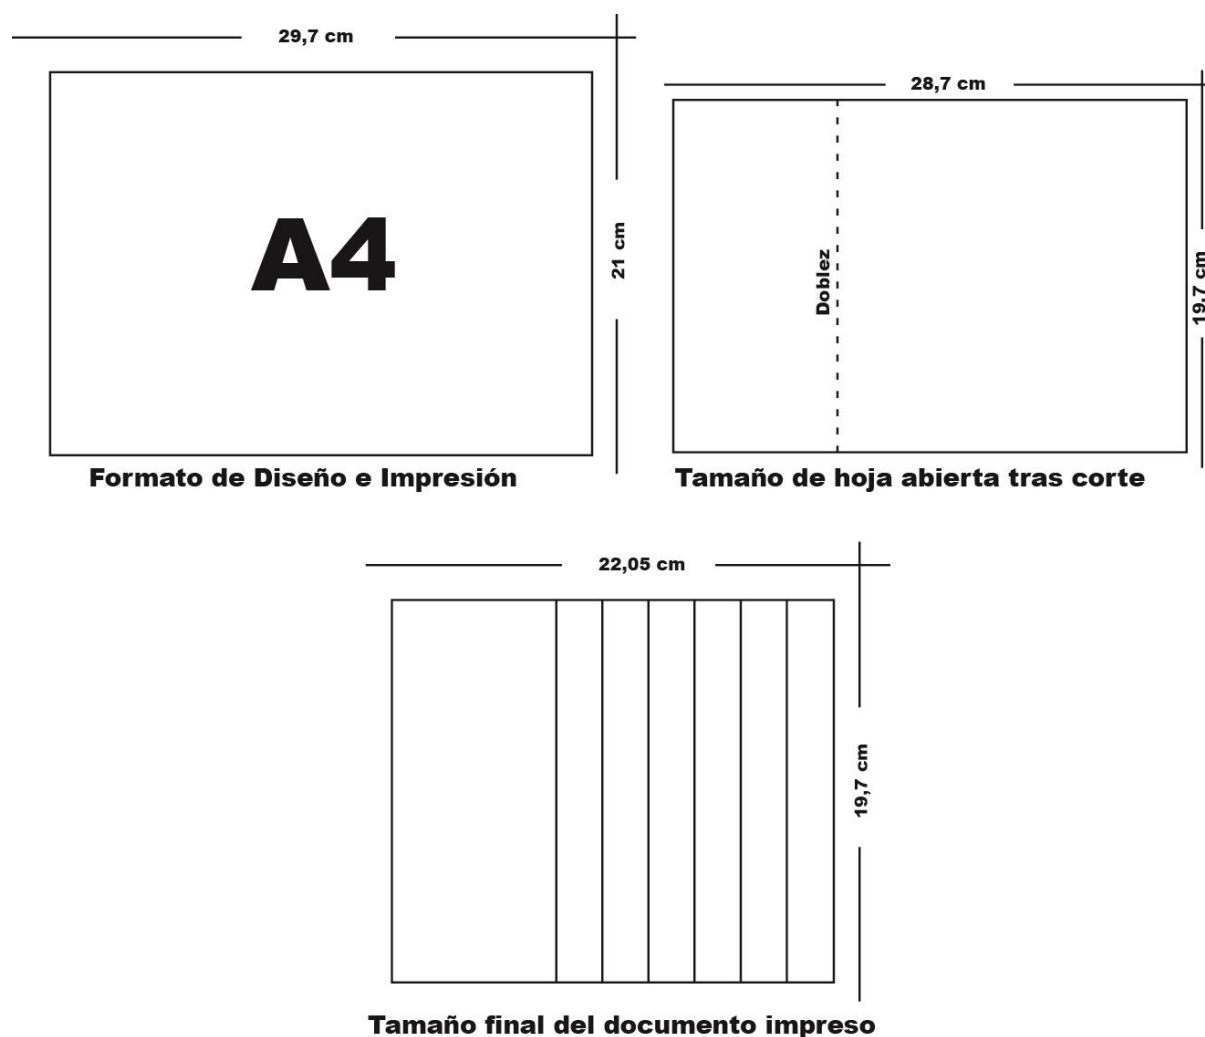 29,7 cm
A4
21 cm
Formato de Diseño e Impresión
28,7 cm
Doblez
19,7 cm
Tamaño de hoja abierta tras corte
22,05 cm
19,7 cm
Tamaño final del documento impreso